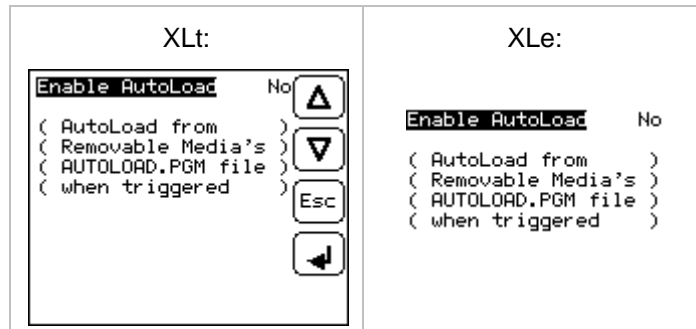 XLt:
Enable AutoLoad No
( AutoLoad from )
( Removable Media's )
( AUTOLOAD.PGM file )
( when triggered )
Esc
XLe:
Enable AutoLoad No
( AutoLoad from )
( Removable Media's )
( AUTOLOAD.PGM file )
( when triggered )